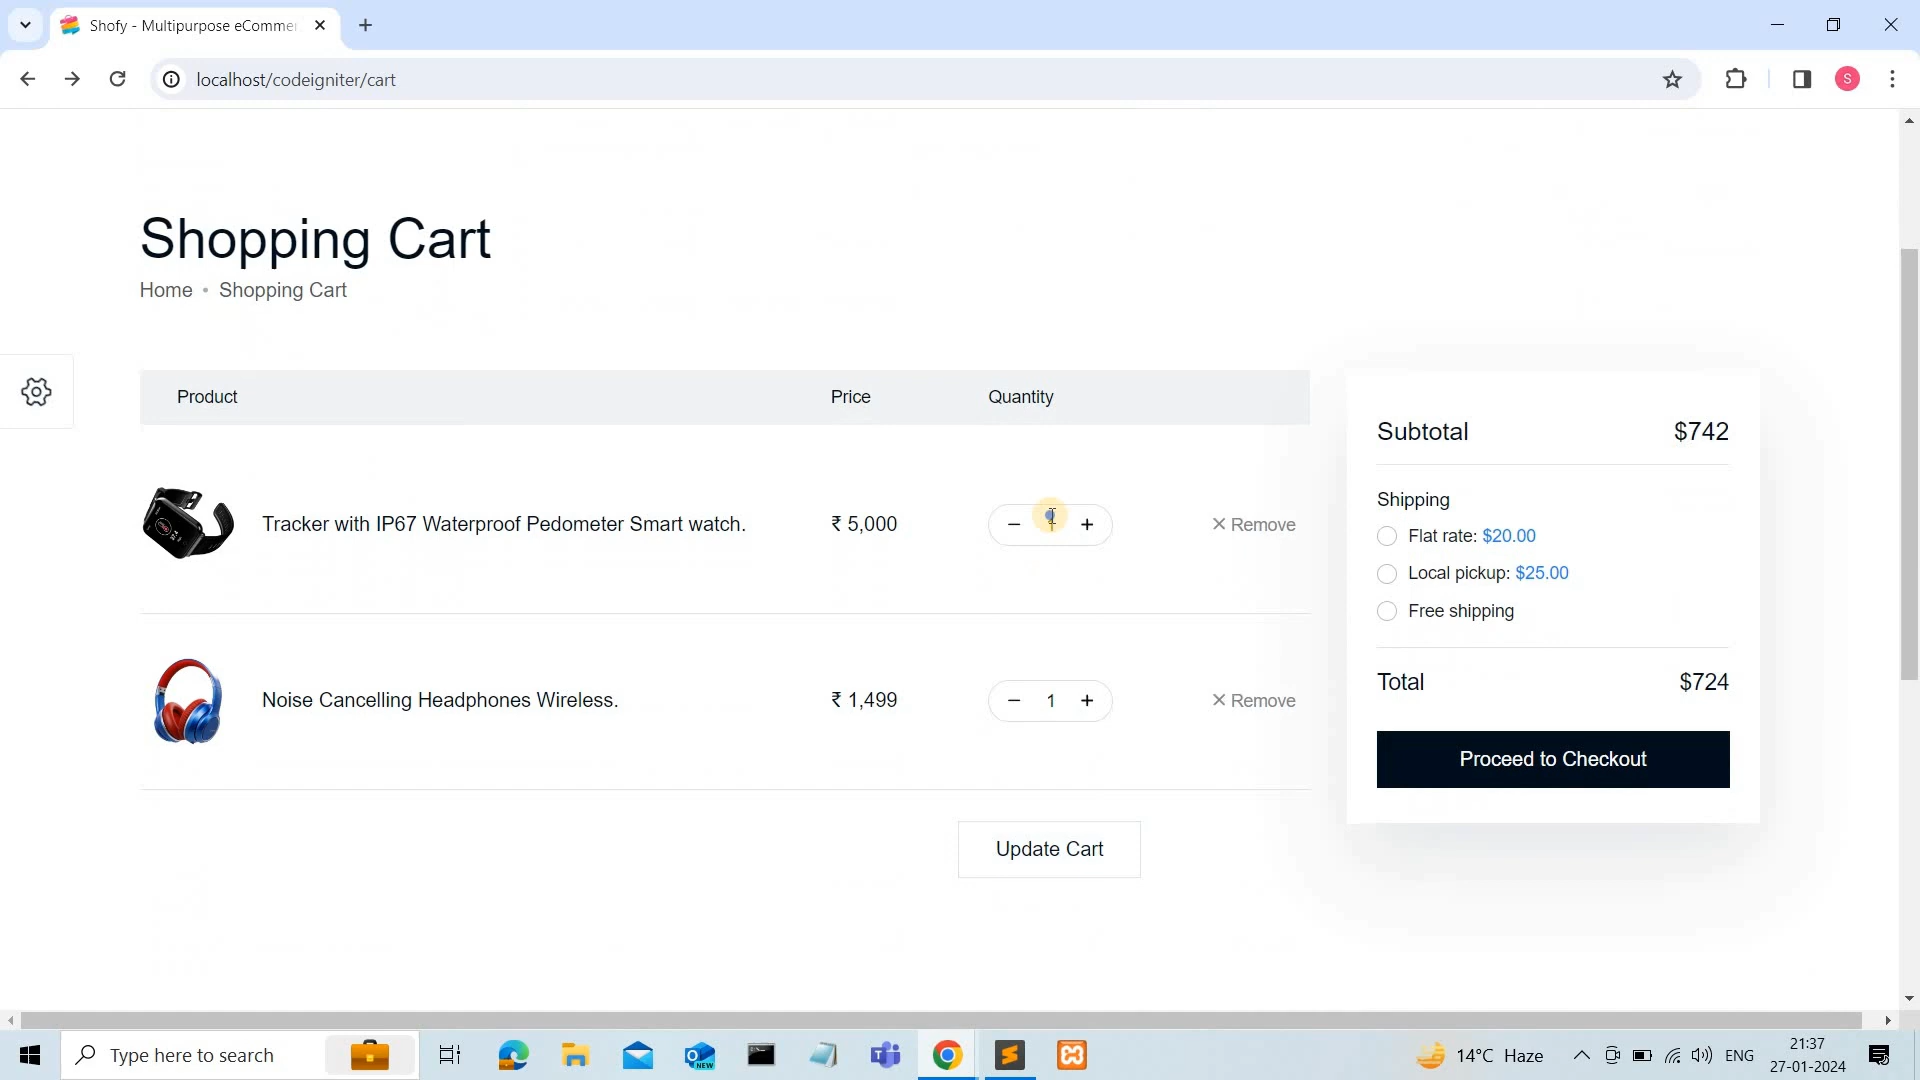 Shofy - Multipurpose eComme
localhost/codeigniter/cart
S
Shopping Cart
Home • Shopping Cart
Product Price Quantity
Tracker with IP67 Waterproof Pedometer Smart watch. ₹ 5,000 − + × Remove
Noise Cancelling Headphones Wireless. ₹ 1,499 − 1 + × Remove
Update Cart
Subtotal $742
Shipping
Flat rate: $20.00
Local pickup: $25.00
Free shipping
Total $724
Proceed to Checkout
Type here to search
NEW
14°C Haze
ENG
21:37
27-01-2024